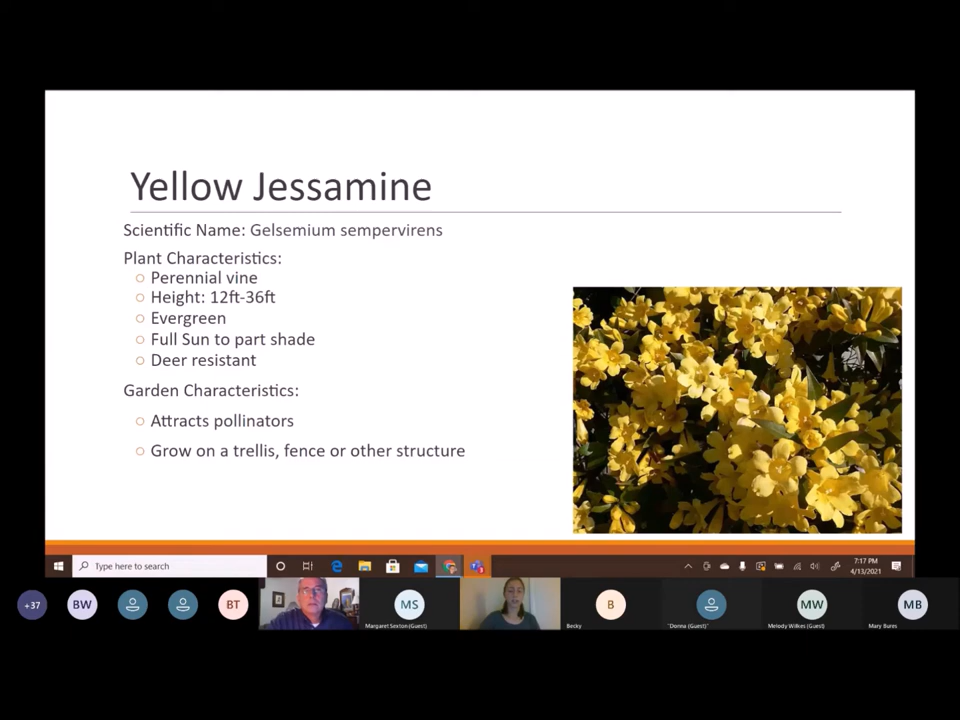 Yellow Jessamine
Scientific Name: Gelsemium sempervirens
Plant Characteristics:
Perennial vine
Height: 12ft-36ft
Evergreen
Full Sun to part shade
Deer resistant
Garden Characteristics:
Attracts pollinators
Grow on a trellis, fence or other structure
Type here to search
7:17 PM
4/13/2021
+37
BW
BT
MS
Margaret Sexton (Guest)
B
Becky
"Donna (Guest)"
MW
Melody Wilkes (Guest)
MB
Mary Bures